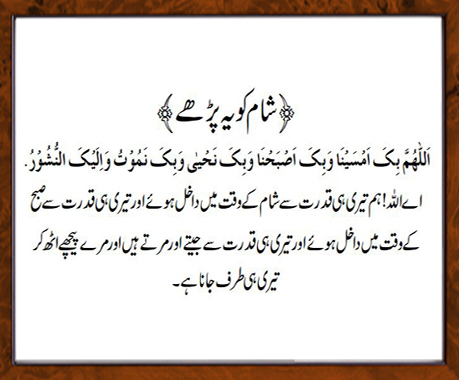 ﴿شام کو یہ پڑھے﴾
اَللّٰهُمَّ بِکَ اَمْسَیْنَا وَبِکَ اَصْبَحْنَا وَبِکَ نَحْیٰی وَبِکَ نَمُوْتُ وَاِلَیْکَ النُّشُوْرُ.
اے اللہ! ہم تیری ہی قدرت سے شام کے وقت میں داخل ہوئے اور تیری ہی قدرت سے صبح
کے وقت میں داخل ہوئے اور تیری ہی قدرت سے جیتے اور مرتے ہیں اور مرے پیچھے اٹھ کر
تیری ہی طرف جانا ہے۔